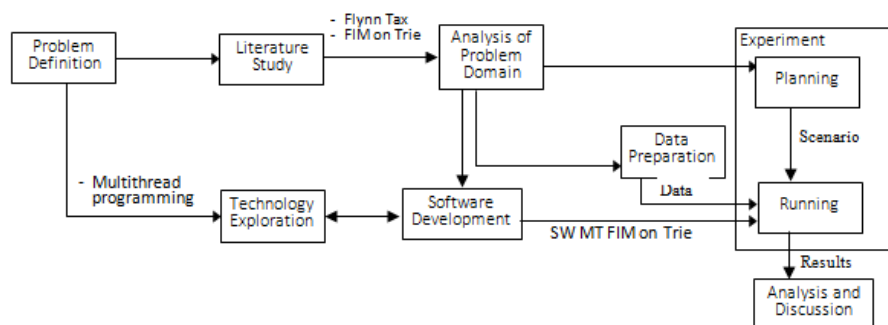 Problem
Definition
Literature
Study
- Flynn Tax
- FIM on Trie
Analysis of
Problem
Domain
Experiment
Planning
Scenario
Data
Preparation
Data
- Multithread
programming
Technology
Exploration
Software
Development
SW MT FIM on Trie
Running
Results
Analysis and
Discussion